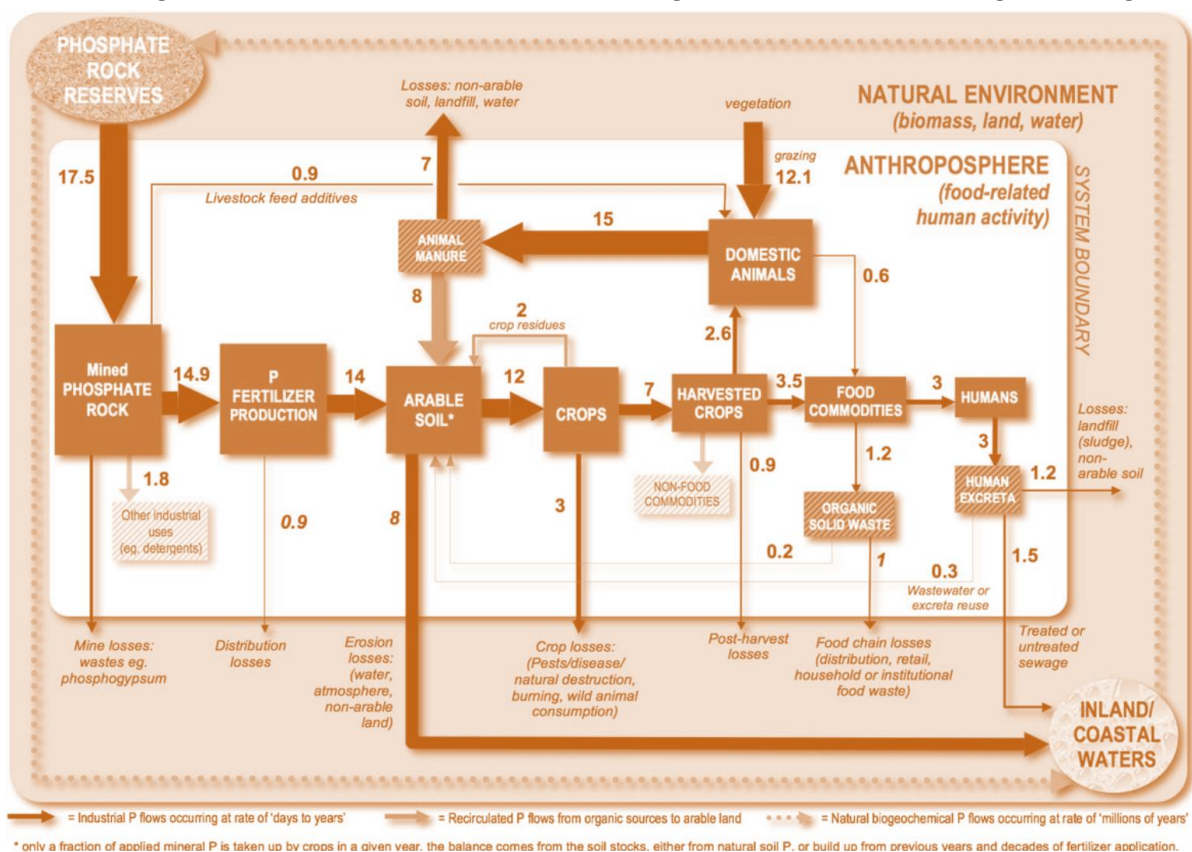 PHOSPHATE
ROCK
RESERVES
Losses: non-arable
soil, landfill, water
vegetation
NATURAL ENVIRONMENT
(biomass, land, water)
17.5
0.9
Livestock feed additives
7
grazing
12.1
ANTHROPOSPHERE
(food-related
human activity)
SYSTEM BOUNDARY
ANIMAL
MANURE
15
DOMESTIC
ANIMALS
8
2
crop residues
2.6
0.6
Mined
PHOSPHATE
ROCK
14.9
P
FERTILIZER
PRODUCTION
14
ARABLE
SOIL*
12
CROPS
7
HARVESTED
CROPS
3.5
FOOD
COMMODITIES
3
HUMANS
1.8
Other industrial
uses
(eg. detergents)
0.9
8
3
NON-FOOD
COMMODITIES
0.9
1.2
ORGANIC
SOLID WASTE
3
HUMAN
EXCRETA
1.2
Losses:
landfill
(sludge),
non-
arable soil
0.2
1
0.3
Wastewater or
excreta reuse
1.5
Mine losses:
wastes eg.
phosphogypsum
Distribution
losses
Erosion
losses:
(water,
atmosphere,
non-arable
land)
Crop losses:
(Pests/disease/
natural destruction,
burning, wild animal
consumption)
Post-harvest
losses
Food chain losses
(distribution, retail,
household or institutional
food waste)
Treated or
untreated
sewage
INLAND/
COASTAL
WATERS
= Industrial P flows occurring at rate of 'days to years'
= Recirculated P flows from organic sources to arable land
= Natural biogeochemical P flows occurring at rate of 'millions of years'
* only a fraction of applied mineral P is taken up by crops in a given year, the balance comes from the soil stocks, either from natural soil P, or build up from previous years and decades of fertilizer application.